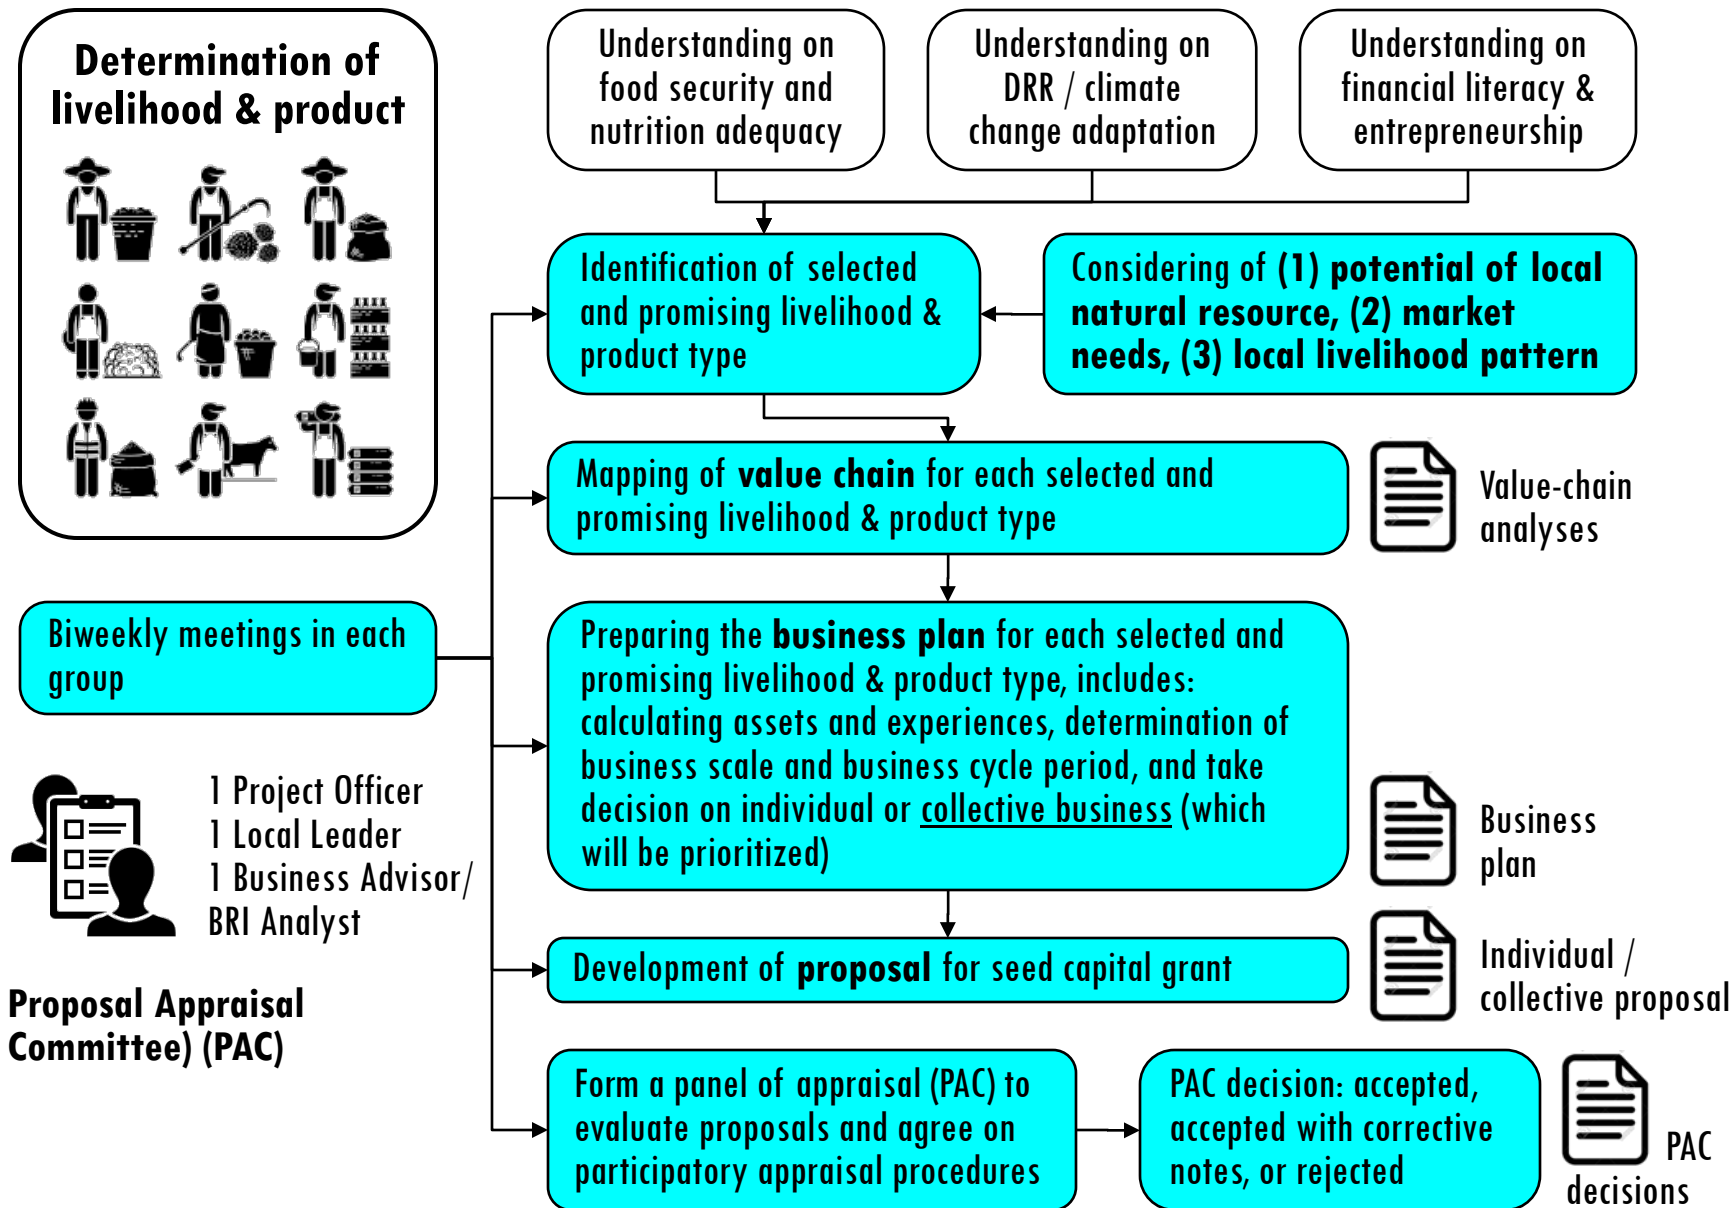 Determination of
livelihood & product
Understanding on
food security and
nutrition adequacy
Understanding on
DRR / climate
change adaptation
Understanding on
financial literacy &
entrepreneurship
Identification of selected
and promising livelihood &
product type
Considering of (1) potential of local
natural resource, (2) market
needs, (3) local livelihood pattern
Mapping of value chain for each selected and
promising livelihood & product type
Value-chain
analyses
Biweekly meetings in each
group
Preparing the business plan for each selected and
promising livelihood & product type, includes:
calculating assets and experiences, determination of
business scale and business cycle period, and take
decision on individual or collective business (which
will be prioritized)
Business
plan
1 Project Officer
1 Local Leader
1 Business Advisor/
BRI Analyst
Proposal Appraisal
Committee) (PAC)
Development of proposal for seed capital grant
Individual /
collective proposal
Form a panel of appraisal (PAC) to
evaluate proposals and agree on
participatory appraisal procedures
PAC decision: accepted,
accepted with corrective
notes, or rejected
PAC
decisions